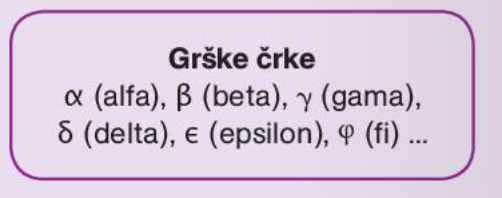 Grške črke
α (alfa), β (beta), γ (gama),
δ (delta), ϵ (epsilon), φ (fi) ...